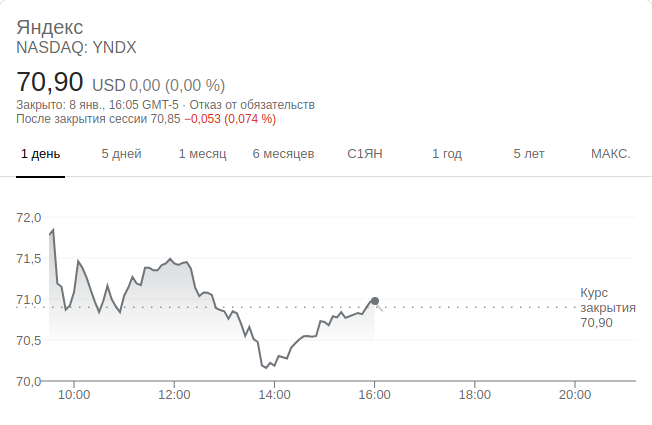 Яндекс
NASDAQ: YNDX
70,90 USD 0,00 (0,00 %)
Закрыто: 8 янв., 16:05 GMT-5 · Отказ от обязательств
После закрытия сессии 70,85 −0,053 (0,074 %)
1 день 5 дней 1 месяц 6 месяцев С1ЯН 1 год 5 лет МАКС.
72,0
71,5
71,0
70,5
70,0
Курс
закрытия
70,90
10:00 12:00 14:00 16:00 18:00 20:00